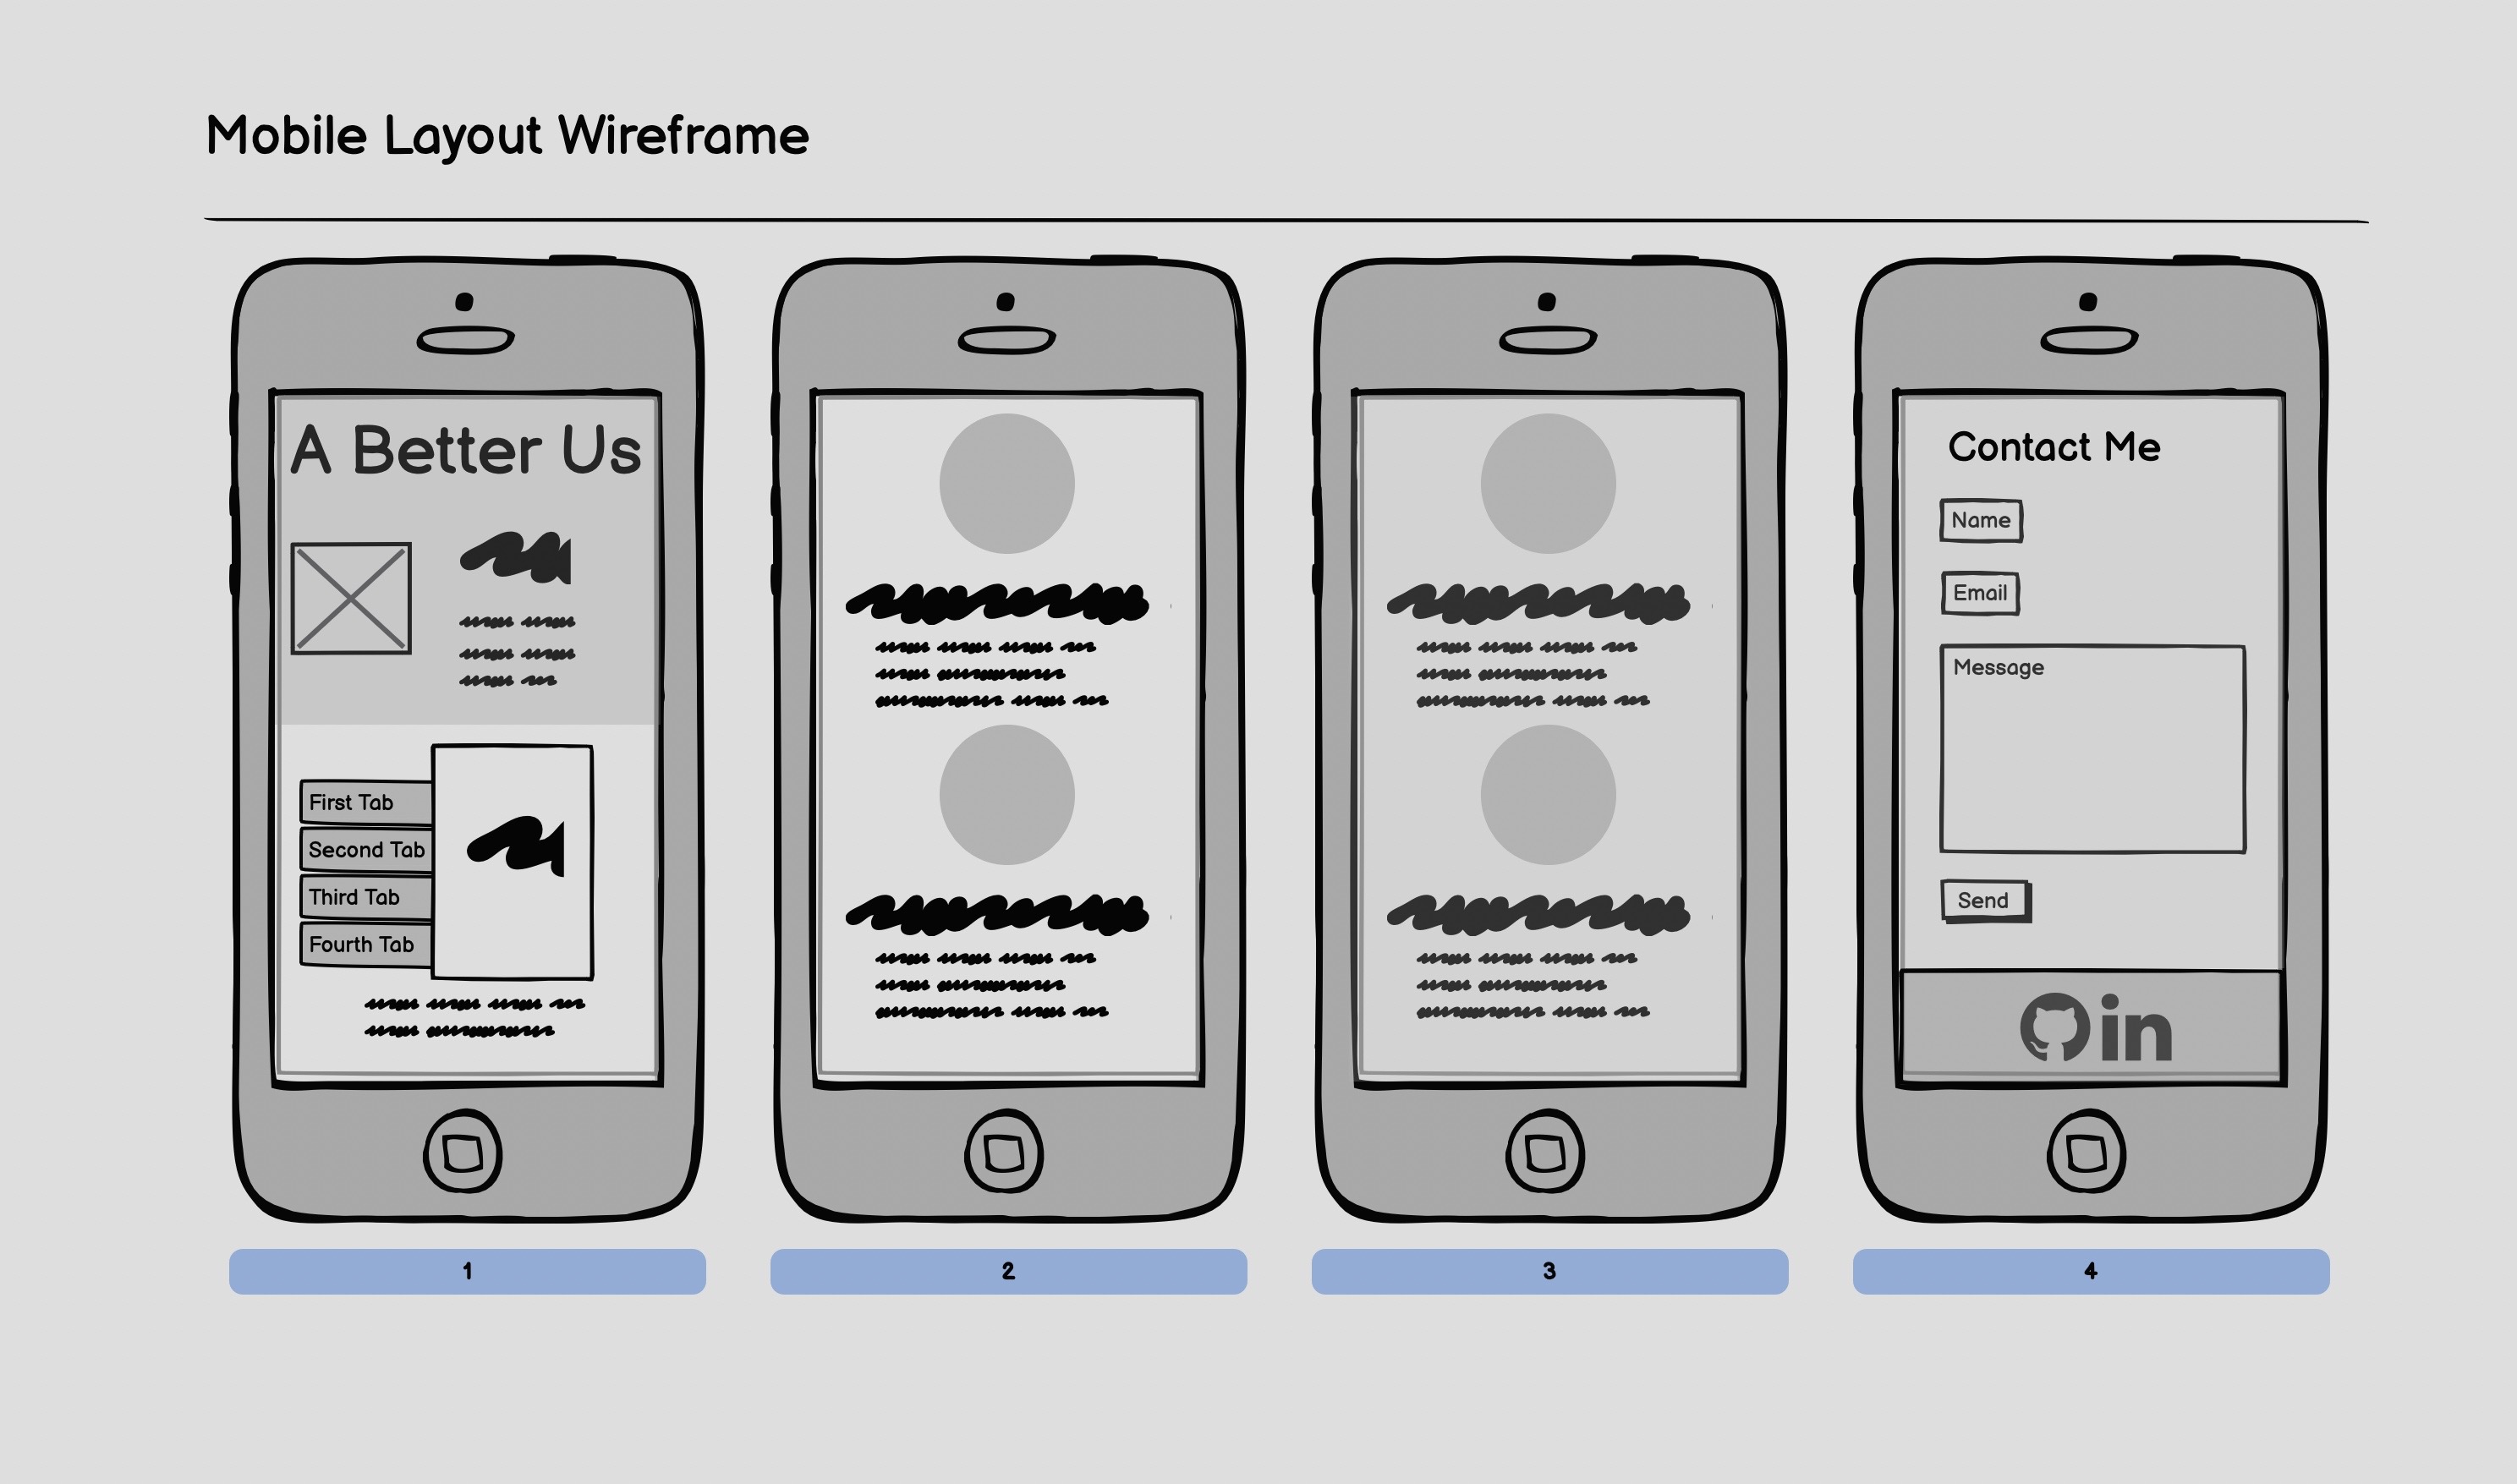 Mobile Layout Wireframe
A Better Us
First Tab
Second Tab
Third Tab
Fourth Tab
Contact Me
Name
Email
Message
Send
in
1
2
3
4